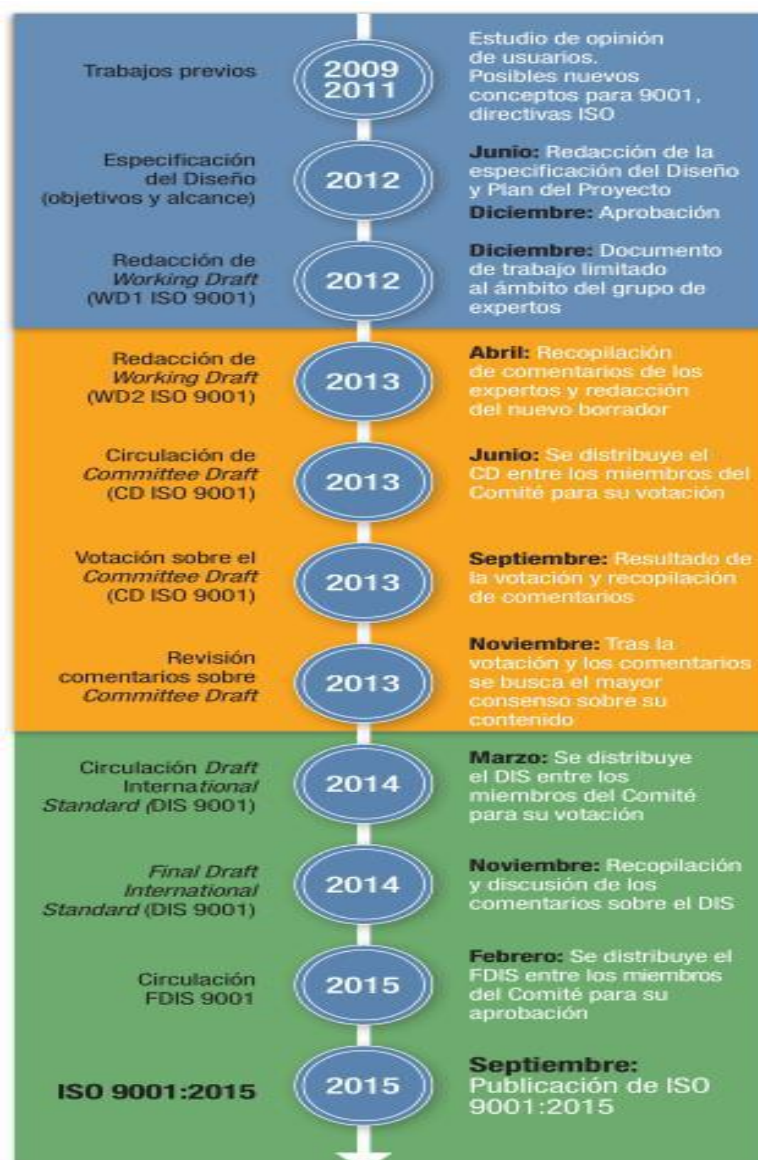 Trabajos previos
2009
2011
Estudio de opinión
de usuarios.
Posibles nuevos
conceptos para 9001,
directivas ISO
Especificación
del Diseño
(objetivos y alcance)
2012
Junio: Redacción de la
especificación del Diseño
y Plan del Proyecto
Diciembre: Aprobación
Redacción de
Working Draft
(WD1 ISO 9001)
2012
Diciembre: Documento
de trabajo limitado
al ámbito del grupo de
expertos
Redacción de
Working Draft
(WD2 ISO 9001)
2013
Abril: Recopilación
de comentarios de los
expertos y redacción
del nuevo borrador
Circulación de
Committee Draft
(CD ISO 9001)
2013
Junio: Se distribuye el
CD entre los miembros del
Comité para su votación
Votación sobre el
Committee Draft
(CD ISO 9001)
2013
Septiembre: Resultado de
la votación y recopilación
de comentarios
Revisión
comentarios sobre
Committee Draft
2013
Noviembre: Tras la
votación y los comentarios
se busca el mayor
consenso sobre su
contenido
Circulación Draft
International
Standard (DIS 9001)
2014
Marzo: Se distribuye
el DIS entre los
miembros del Comité
para su votación
Final Draft
International
Standard (DIS 9001)
2014
Noviembre: Recopilación
y discusión de los
comentarios sobre el DIS
Circulación
FDIS 9001
2015
Febrero: Se distribuye el
FDIS entre los miembros
del Comité para su
aprobación
ISO 9001:2015
2015
Septiembre:
Publicación de ISO
9001:2015